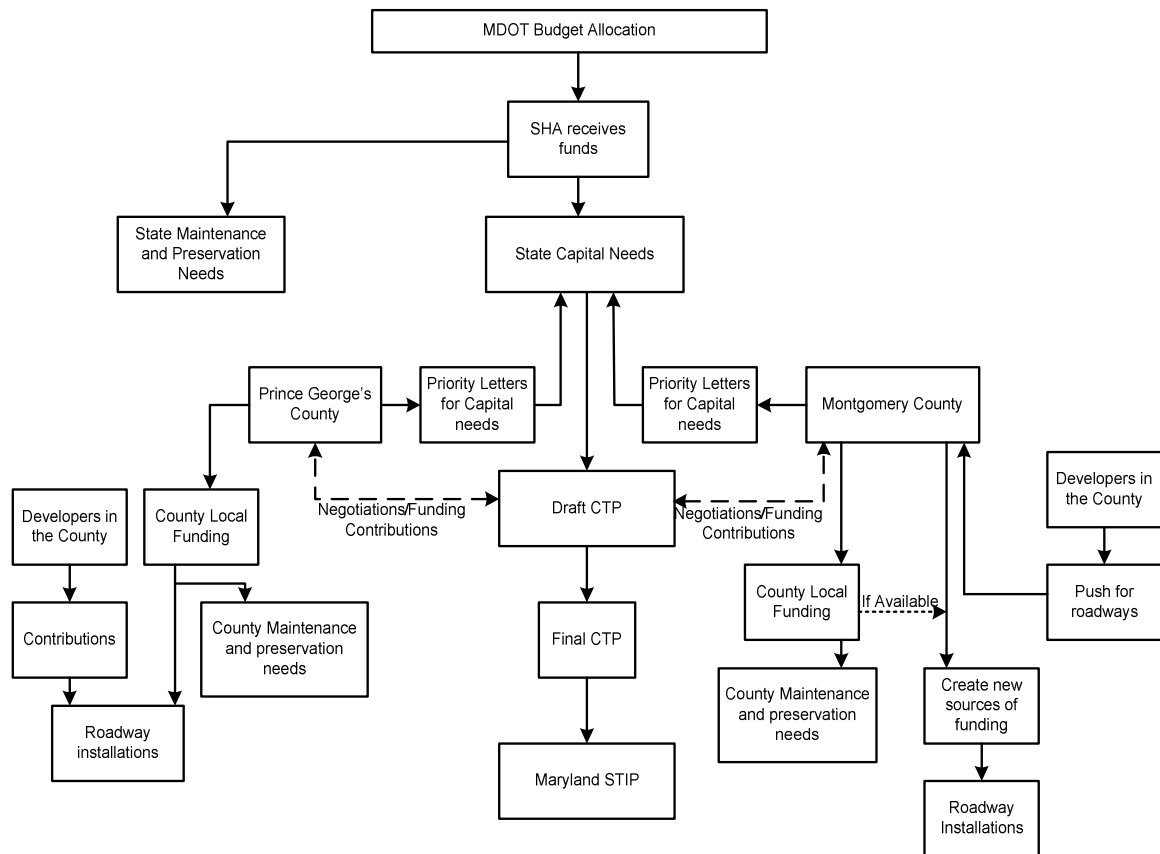 MDOT Budget Allocation
SHA receives
funds
State Maintenance
and Preservation
Needs
State Capital Needs
Prince George's
County
Priority Letters
for Capital
needs
Priority Letters
for Capital
needs
Montgomery County
Developers in
the County
County Local
Funding
Negotiations/Funding
Contributions
Draft CTP
Negotiations/Funding
Contributions
Developers in
the County
Contributions
County Maintenance
and preservation
needs
Final CTP
County Local
Funding
If Available
Push for
roadways
Roadway
installations
County Maintenance
and preservation
needs
Create new
sources of
funding
Maryland STIP
Roadway
Installations